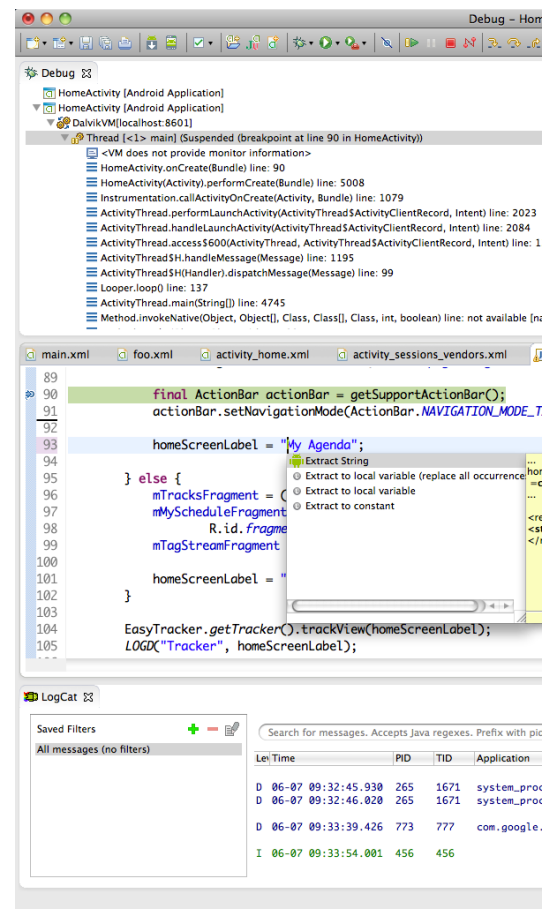 Debug – Hom
Debug
HomeActivity [Android Application]
HomeActivity [Android Application]
DalvikVM[localhost:8601]
Thread [<1> main] (Suspended (breakpoint at line 90 in HomeActivity))
<VM does not provide monitor information>
HomeActivity.onCreate(Bundle) line: 90
HomeActivity(Activity).performCreate(Bundle) line: 5008
Instrumentation.callActivityOnCreate(Activity, Bundle) line: 1079
ActivityThread.performLaunchActivity(ActivityThread$ActivityClientRecord, Intent) line: 2023
ActivityThread.handleLaunchActivity(ActivityThread$ActivityClientRecord, Intent) line: 2084
ActivityThread.access$600(ActivityThread, ActivityThread$ActivityClientRecord, Intent) line: 1
ActivityThread$H.handleMessage(Message) line: 1195
ActivityThread$H(Handler).dispatchMessage(Message) line: 99
Looper.loop() line: 137
ActivityThread.main(String[]) line: 4745
Method.invokeNative(Object, Object[], Class, Class[], Class, int, boolean) line: not available [na
main.xml foo.xml activity_home.xml activity_sessions_vendors.xml
89
90 final ActionBar actionBar = getSupportActionBar();
91 actionBar.setNavigationMode(ActionBar.NAVIGATION_MODE_T
92
93 homeScreenLabel = "My Agenda";
94
95 } else {
96 mTracksFragment = (
97 mMyScheduleFragment
98 R.id.fragme
99 mTagStreamFragment
100
101 homeScreenLabel = "
102 }
103
104 EasyTracker.getTracker().trackView(homeScreenLabel);
105 LOGD("Tracker", homeScreenLabel);
Extract String
Extract to local variable (replace all occurrence
Extract to local variable
Extract to constant
...
hom
=c
...
<re
<st
</r
LogCat
Saved Filters
All messages (no filters)
Search for messages. Accepts Java regexes. Prefix with pid
Lev Time PID TID Application
D 06-07 09:32:45.930 265 1671 system_proc
D 06-07 09:32:46.020 265 1671 system_proc
D 06-07 09:33:39.426 773 777 com.google.
I 06-07 09:33:54.001 456 456